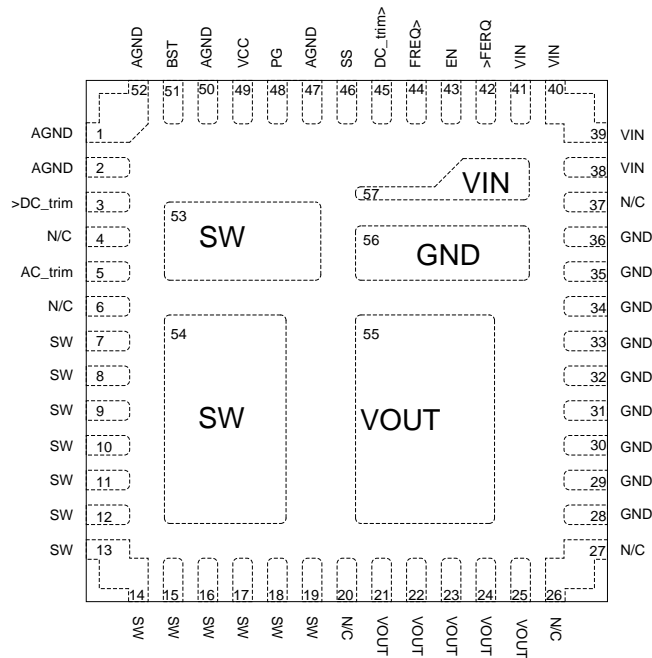 AGND BST AGND VCC PG AGND SS DC_trim> FREQ> EN >FERQ VIN VIN
52 51 50 49 48 47 46 45 44 43 42 41 40
AGND 1 39 VIN
AGND 2 38 VIN
57 VIN
>DC_trim 3 37 N/C
53 SW
N/C 4 36 GND
56 GND
AC_trim 5 35 GND
N/C 6 34 GND
SW 7 33 GND
54 55
SW 8 32 GND
SW 9 31 GND
SW VOUT
SW 10 30 GND
SW 11 29 GND
SW 12 28 GND
SW 13 27 N/C
14 15 16 17 18 19 20 21 22 23 24 25 26
SW SW SW SW SW SW N/C VOUT VOUT VOUT VOUT VOUT N/C